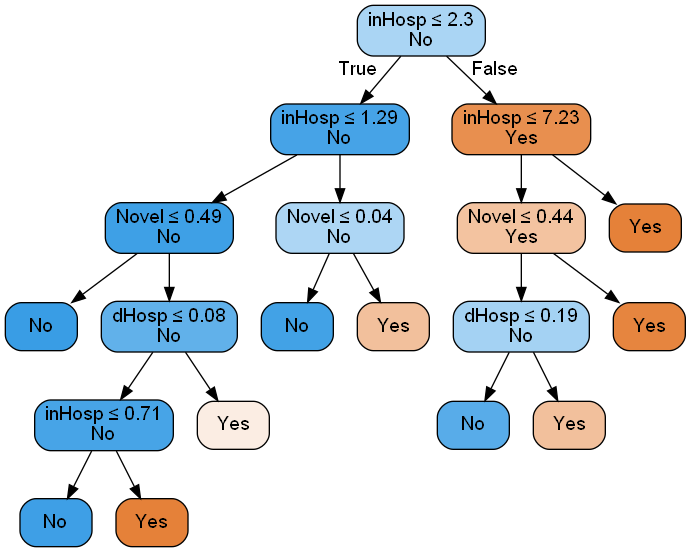 inHosp ≤ 2.3
No
True
False
inHosp ≤ 1.29
No
inHosp ≤ 7.23
Yes
Novel ≤ 0.49
No
Novel ≤ 0.04
No
Novel ≤ 0.44
Yes
Yes
No
dHosp ≤ 0.08
No
No
Yes
dHosp ≤ 0.19
No
Yes
inHosp ≤ 0.71
No
Yes
No
Yes
No
Yes